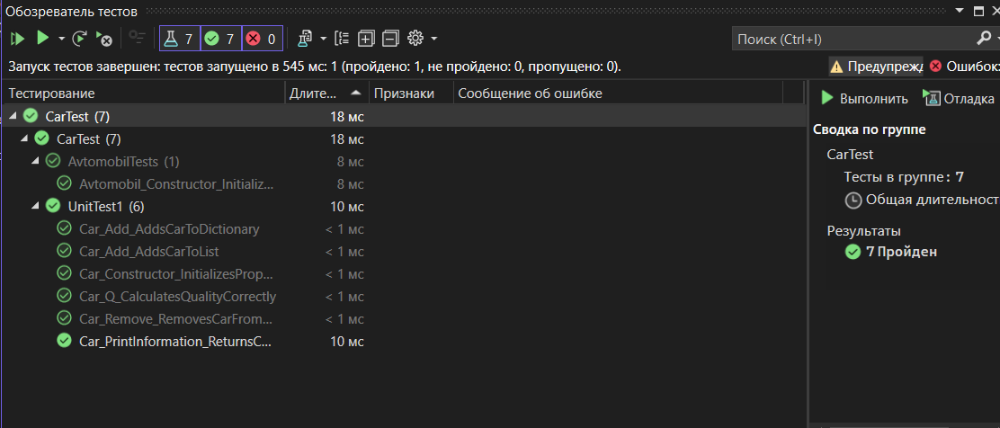 Обозреватель тестов
7 7 0
Поиск (Ctrl+I)
Запуск тестов завершен: тестов запущено в 545 мс: 1 (пройдено: 1, не пройдено: 0, пропущено: 0).
Предупрежд Ошибок:
Тестирование Длите... Признаки Сообщение об ошибке
CarTest (7) 18 мс
CarTest (7) 18 мс
AvtomobilTests (1) 8 мс
Avtomobil_Constructor_Initializ... 8 мс
UnitTest1 (6) 10 мс
Car_Add_AddsCarToDictionary < 1 мс
Car_Add_AddsCarToList < 1 мс
Car_Constructor_InitializesProp... < 1 мс
Car_Q_CalculatesQualityCorrectly < 1 мс
Car_Remove_RemovesCarFrom... < 1 мс
Car_PrintInformation_ReturnsC... 10 мс
Выполнить Отладка
Сводка по группе
CarTest
Тесты в группе: 7
Общая длительност
Результаты
7 Пройден